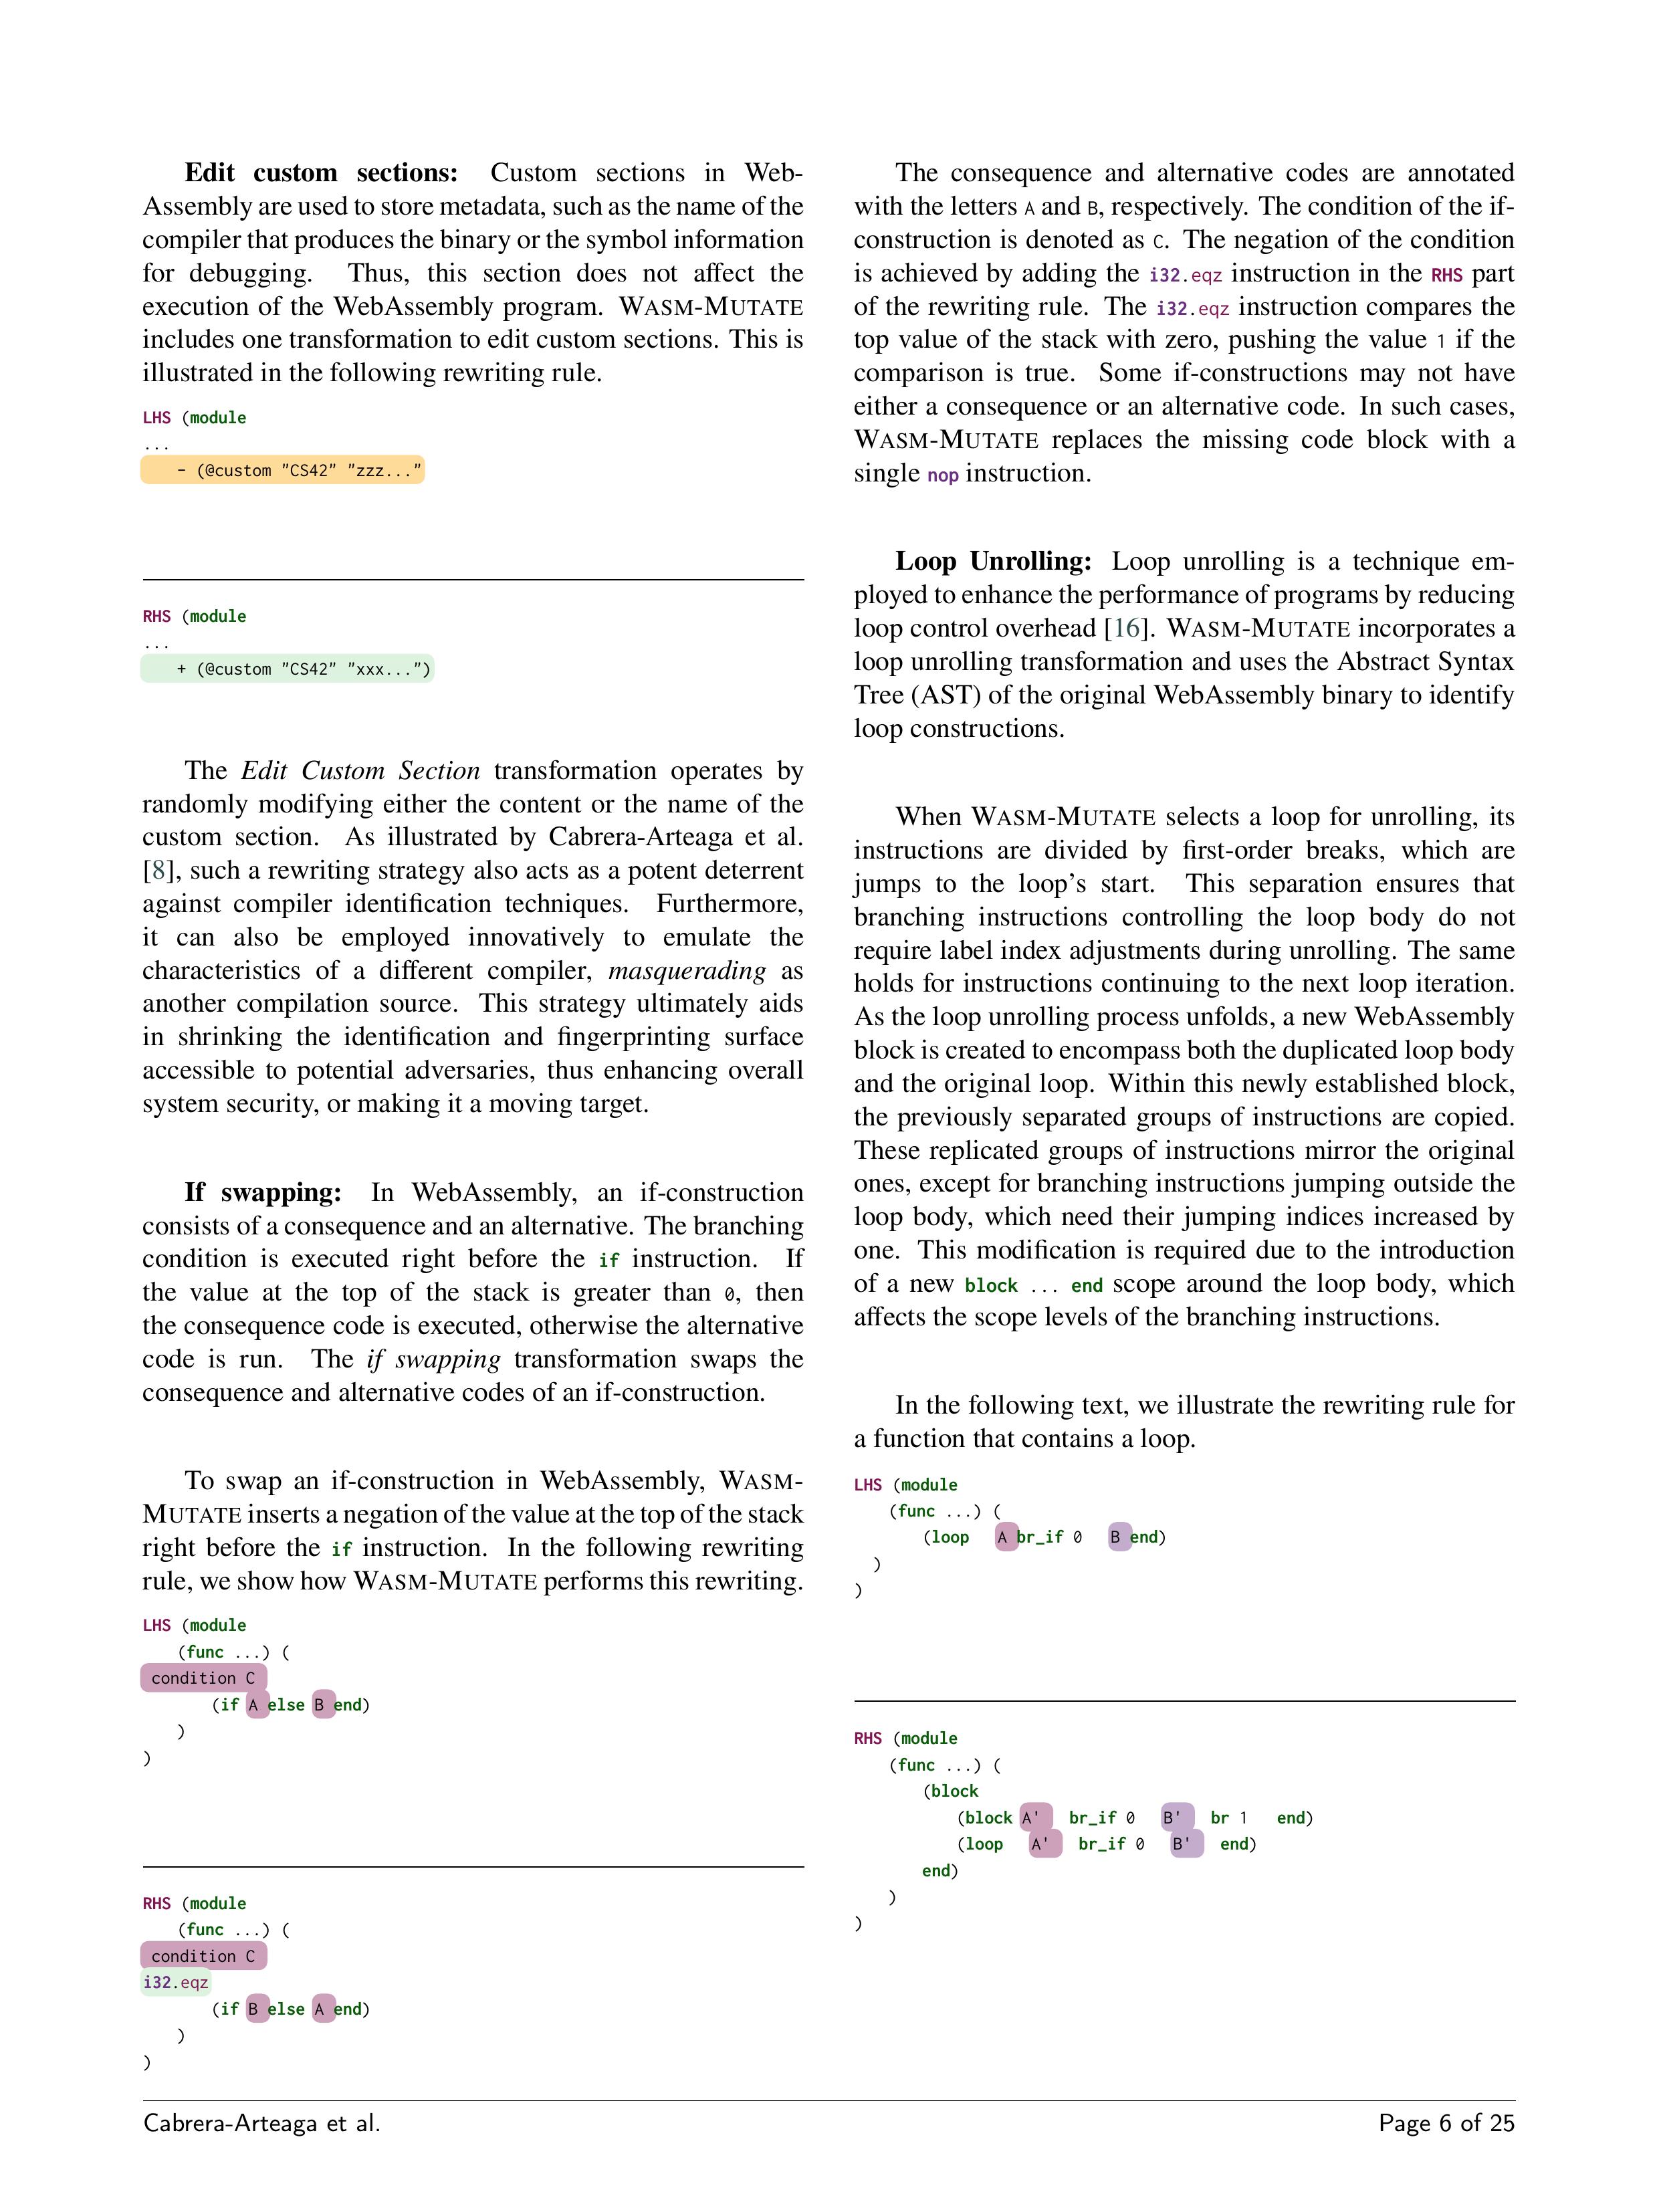 Edit custom sections: Custom sections in Web-
Assembly are used to store metadata, such as the name of the
compiler that produces the binary or the symbol information
for debugging. Thus, this section does not affect the
execution of the WebAssembly program. WASM-MUTATE
includes one transformation to edit custom sections. This is
illustrated in the following rewriting rule.
LHS (module
...
- (@custom "CS42" "zzz..."
RHS (module
...
+ (@custom "CS42" "xxx...")
The Edit Custom Section transformation operates by
randomly modifying either the content or the name of the
custom section. As illustrated by Cabrera-Arteaga et al.
[8], such a rewriting strategy also acts as a potent deterrent
against compiler identification techniques. Furthermore,
it can also be employed innovatively to emulate the
characteristics of a different compiler, masquerading as
another compilation source. This strategy ultimately aids
in shrinking the identification and fingerprinting surface
accessible to potential adversaries, thus enhancing overall
system security, or making it a moving target.
If swapping: In WebAssembly, an if-construction
consists of a consequence and an alternative. The branching
condition is executed right before the if instruction. If
the value at the top of the stack is greater than 0, then
the consequence code is executed, otherwise the alternative
code is run. The if swapping transformation swaps the
consequence and alternative codes of an if-construction.
To swap an if-construction in WebAssembly, WASM-
MUTATE inserts a negation of the value at the top of the stack
right before the if instruction. In the following rewriting
rule, we show how WASM-MUTATE performs this rewriting.
LHS (module
(func ...) (
condition C
(if A else B end)
)
)
RHS (module
(func ...) (
condition C
i32.eqz
(if B else A end)
)
)
The consequence and alternative codes are annotated
with the letters A and B, respectively. The condition of the if-
construction is denoted as C. The negation of the condition
is achieved by adding the i32.eqz instruction in the RHS part
of the rewriting rule. The i32.eqz instruction compares the
top value of the stack with zero, pushing the value 1 if the
comparison is true. Some if-constructions may not have
either a consequence or an alternative code. In such cases,
WASM-MUTATE replaces the missing code block with a
single nop instruction.
Loop Unrolling: Loop unrolling is a technique em-
ployed to enhance the performance of programs by reducing
loop control overhead [16]. WASM-MUTATE incorporates a
loop unrolling transformation and uses the Abstract Syntax
Tree (AST) of the original WebAssembly binary to identify
loop constructions.
When WASM-MUTATE selects a loop for unrolling, its
instructions are divided by first-order breaks, which are
jumps to the loop's start. This separation ensures that
branching instructions controlling the loop body do not
require label index adjustments during unrolling. The same
holds for instructions continuing to the next loop iteration.
As the loop unrolling process unfolds, a new WebAssembly
block is created to encompass both the duplicated loop body
and the original loop. Within this newly established block,
the previously separated groups of instructions are copied.
These replicated groups of instructions mirror the original
ones, except for branching instructions jumping outside the
loop body, which need their jumping indices increased by
one. This modification is required due to the introduction
of a new block ... end scope around the loop body, which
affects the scope levels of the branching instructions.
In the following text, we illustrate the rewriting rule for
a function that contains a loop.
LHS (module
(func ...) (
(loop A br_if 0 B end)
)
)
RHS (module
(func ...) (
(block
(block A' br_if 0 B' br 1 end)
(loop A' br_if 0 B' end)
end)
)
)
Cabrera-Arteaga et al.
Page 6 of 25